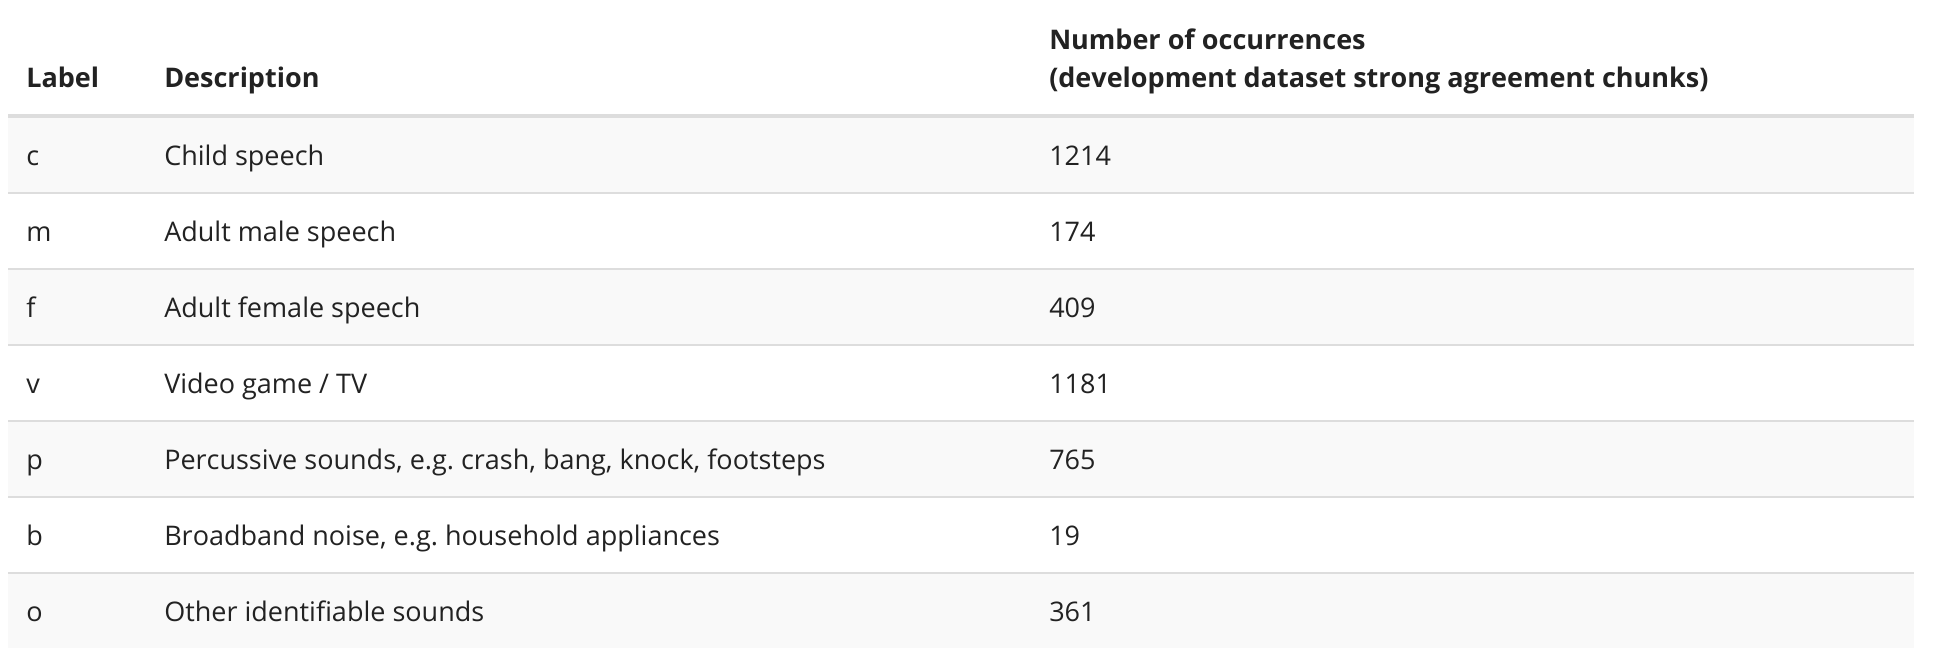 Number of occurrences
Label Description (development dataset strong agreement chunks)
c Child speech 1214
m Adult male speech 174
f Adult female speech 409
v Video game / TV 1181
p Percussive sounds, e.g. crash, bang, knock, footsteps 765
b Broadband noise, e.g. household appliances 19
o Other identifiable sounds 361